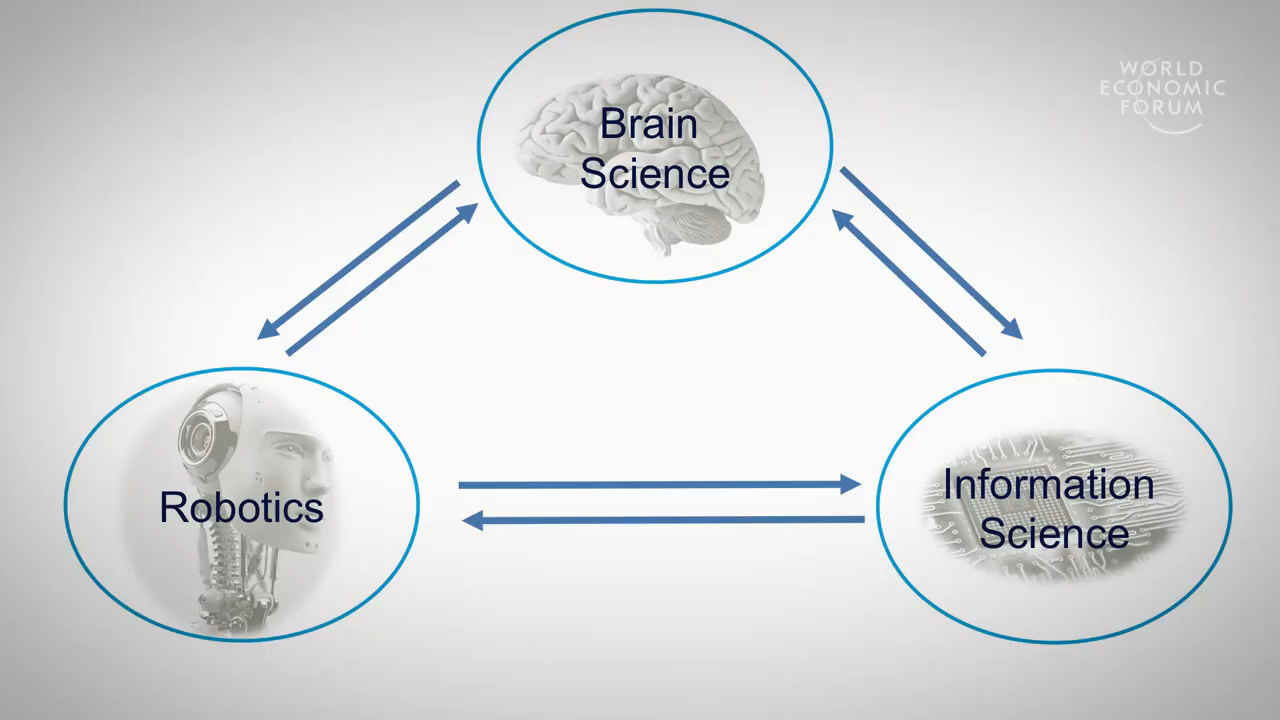 Brain
Science
WORLD
ECONOMIC
FORUM
Robotics
Information
Science